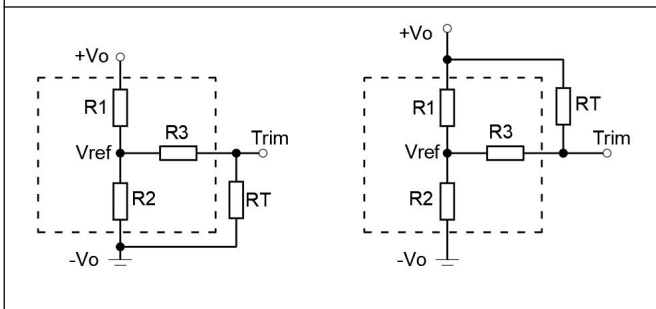 +Vo
R1
R3
Trim
Vref
R2
RT
-Vo
+Vo
R1
RT
R3
Trim
Vref
R2
-Vo